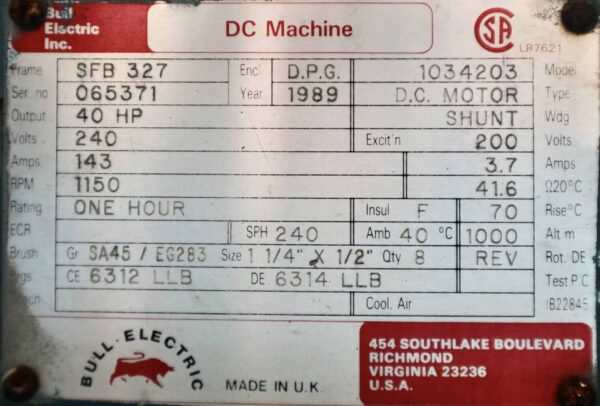 Bull DC Machine
Electric
Inc. LR7621
Frame SFB 327 Encl D.P.G. 1034203 Model
Ser. no 065371 Year 1989 D.C. MOTOR Type
Output 40 HP SHUNT Wdg
Volts 240 Excit'n 200 Volts
Amps 143 3.7 Amps
RPM 1150 41.6 Ω20°C
Rating ONE HOUR Insul F 70 Rise°C
ECR SPH 240 Amb 40 °C 1000 Alt m
Brush Gr SA45 / EG283 Size 1 1/4" X 1/2" Qty 8 REV Rot. DE
Brgs CE 6312 LLB DE 6314 LLB Test P.C
Cool. Air IB22845
BULL ELECTRIC
MADE IN U.K.
454 SOUTHLAKE BOULEVARD
RICHMOND
VIRGINIA 23236
U.S.A.